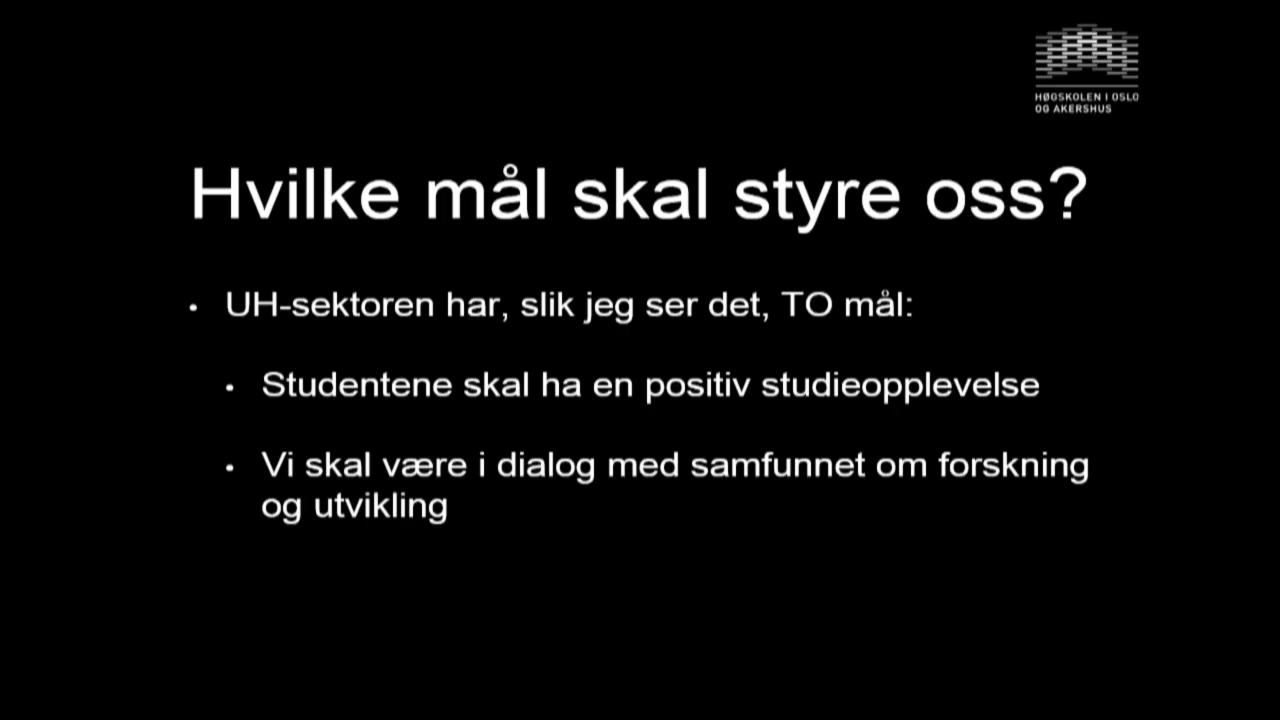 HØGSKOLEN I OSLO
OG AKERSHUS
Hvilke mål skal styre oss?
• UH-sektoren har, slik jeg ser det, TO mål:
• Studentene skal ha en positiv studieopplevelse
• Vi skal være i dialog med samfunnet om forskning
og utvikling